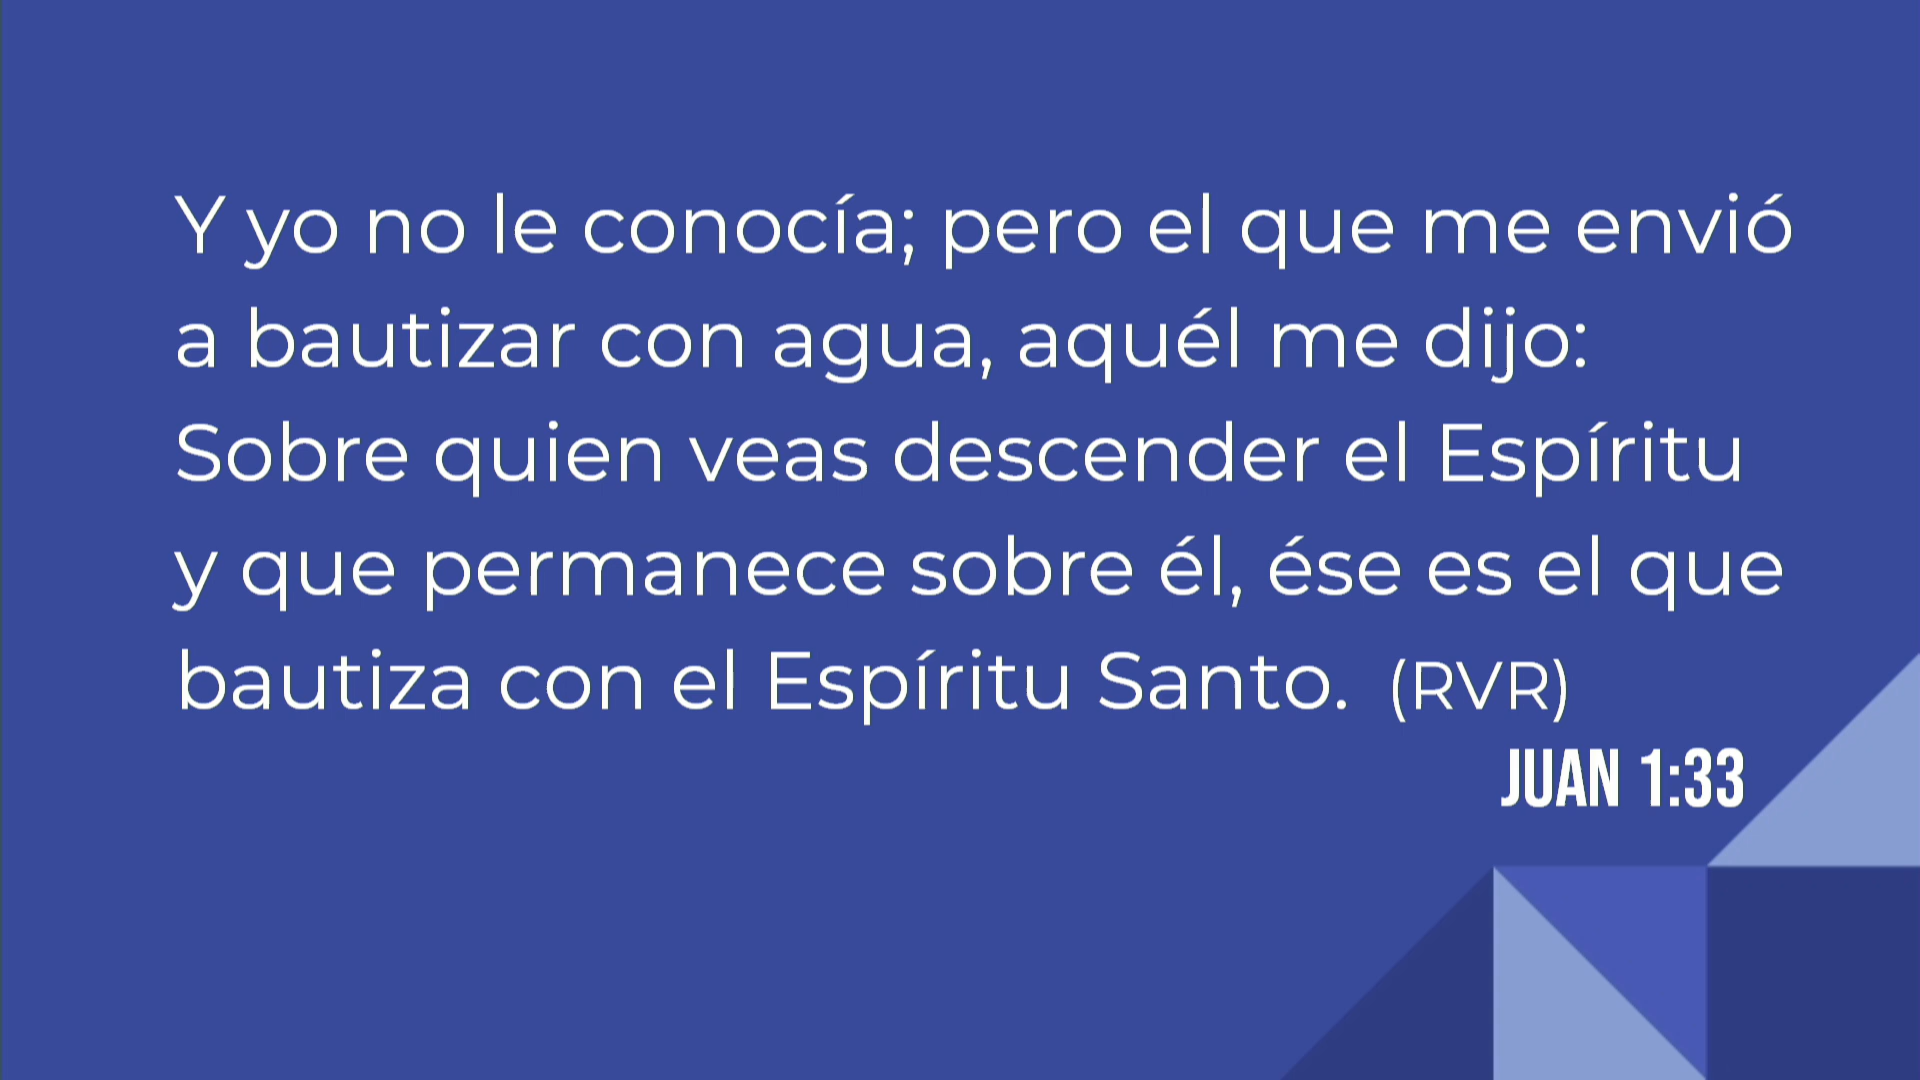 Y yo no le conocía; pero el que me envió
a bautizar con agua, aquél me dijo:
Sobre quien veas descender el Espíritu
y que permanece sobre él, ése es el que
bautiza con el Espíritu Santo. (RVR)
JUAN 1:33